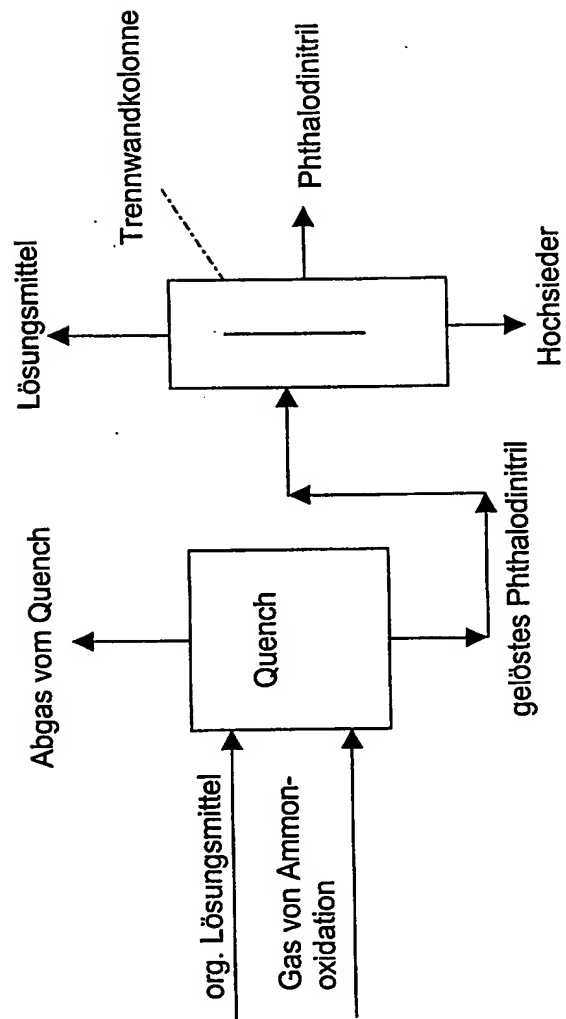 Abgas vom Quench
org. Lösungsmittel
Gas von Ammon-
oxidation
Quench
gelöstes Phthalodinitril
Lösungsmittel
Trennwandkolonne
Phthalodinitril
Hochsieder